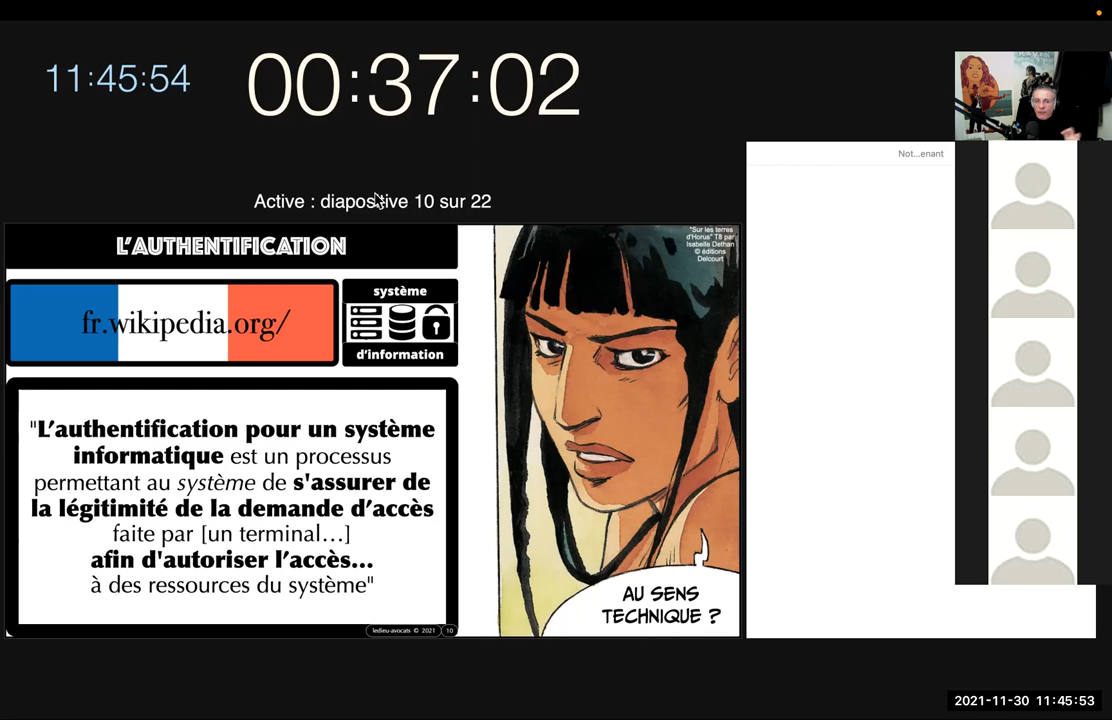 11:45:54
00:37:02
Not...enant
Active : diapositive 10 sur 22
L'AUTHENTIFICATION
"Sur les terres
d'Horus" T8 par
Isabelle Dethan
© éditions
Delcourt
fr.wikipedia.org/
système
d'information
"L'authentification pour un système
informatique est un processus
permettant au système de s'assurer de
la légitimité de la demande d'accès
faite par [un terminal...]
afin d'autoriser l'accès...
à des ressources du système"
AU SENS
TECHNIQUE ?
ledieu-avocats © 2021
10
2021-11-30 11:45:53